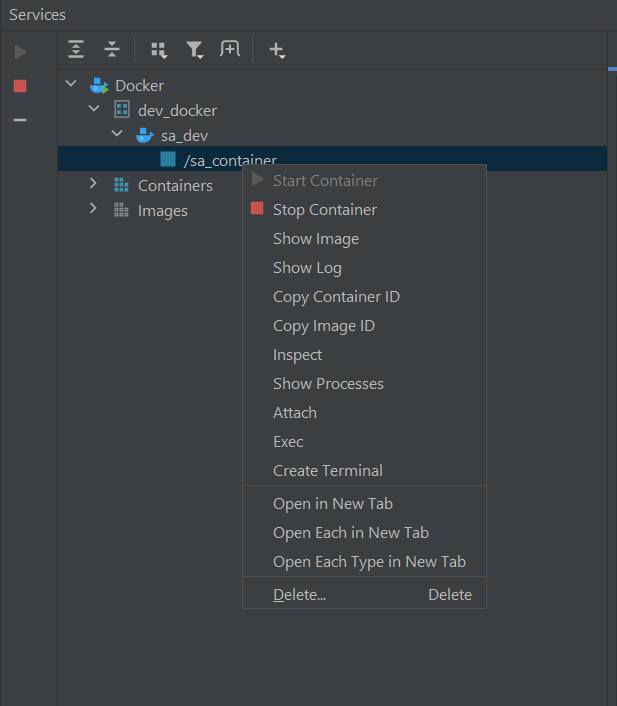 Services
Docker
dev_docker
sa_dev
/sa_container
Containers
Images
Start Container
Stop Container
Show Image
Show Log
Copy Container ID
Copy Image ID
Inspect
Show Processes
Attach
Exec
Create Terminal
Open in New Tab
Open Each in New Tab
Open Each Type in New Tab
Delete... Delete